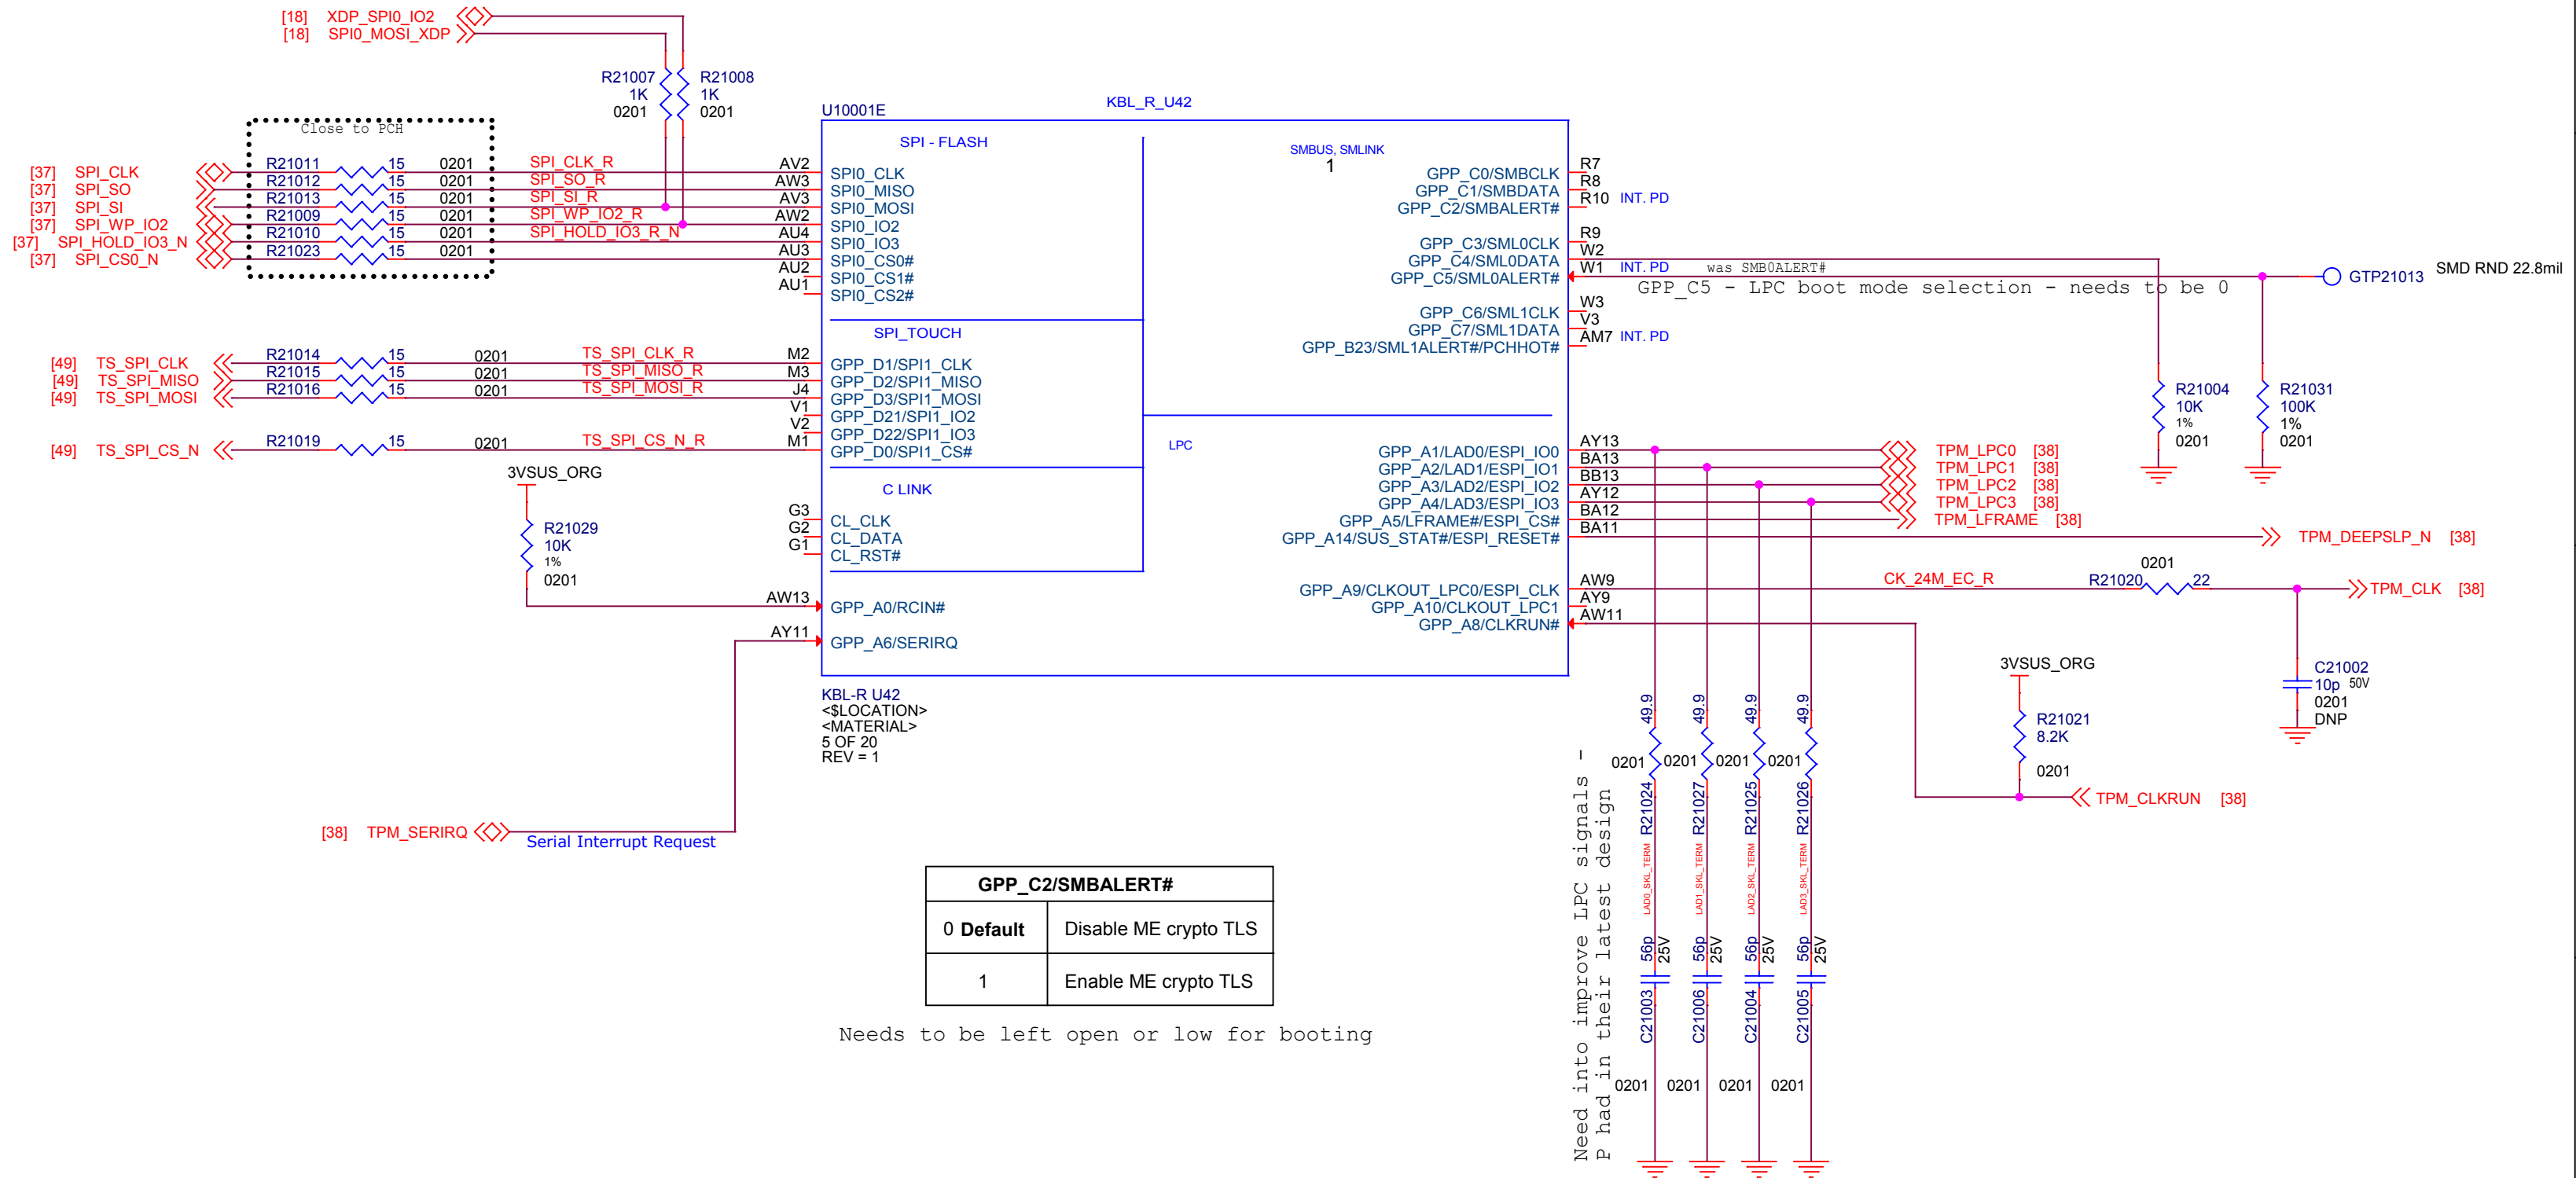 [18] XDP_SPI0_IO2
[18] SPI0_MOSI_XDP
R21007
1K
0201
R21008
1K
0201
Close to PCH
[37] SPI_CLK
R21011 15 0201 SPI_CLK_R
[37] SPI_SO
R21012 15 0201 SPI_SO_R
[37] SPI_SI
R21013 15 0201 SPI_SI_R
[37] SPI_WP_IO2
R21009 15 0201 SPI_WP_IO2_R
[37] SPI_HOLD_IO3_N
R21010 15 0201 SPI_HOLD_IO3_R_N
[37] SPI_CS0_N
R21023 15 0201
U10001E
KBL_R_U42
SPI - FLASH
AV2 SPI0_CLK
AW3 SPI0_MISO
AV3 SPI0_MOSI
AW2 SPI0_IO2
AU4 SPI0_IO3
AU3 SPI0_CS0#
AU2 SPI0_CS1#
AU1 SPI0_CS2#
SPI_TOUCH
[49] TS_SPI_CLK
R21014 15 0201 TS_SPI_CLK_R
[49] TS_SPI_MISO
R21015 15 0201 TS_SPI_MISO_R
[49] TS_SPI_MOSI
R21016 15 0201 TS_SPI_MOSI_R
[49] TS_SPI_CS_N
R21019 15 0201 TS_SPI_CS_N_R
M2 GPP_D1/SPI1_CLK
M3 GPP_D2/SPI1_MISO
J4 GPP_D3/SPI1_MOSI
V1 GPP_D21/SPI1_IO2
V2 GPP_D22/SPI1_IO3
M1 GPP_D0/SPI1_CS#
3VSUS_ORG
R21029
10K
1%
0201
C LINK
G3 CL_CLK
G2 CL_DATA
G1 CL_RST#
AW13 GPP_A0/RCIN#
AY11 GPP_A6/SERIRQ
[38] TPM_SERIRQ
Serial Interrupt Request
KBL-R U42
<$LOCATION>
<MATERIAL>
5 OF 20
REV = 1
SMBUS, SMLINK
1
GPP_C0/SMBCLK R7
GPP_C1/SMBDATA R8
GPP_C2/SMBALERT# R10 INT. PD
GPP_C3/SML0CLK R9
GPP_C4/SML0DATA W2
GPP_C5/SML0ALERT# W1 INT. PD was SMB0ALERT#
GPP_C5 - LPC boot mode selection - needs to be 0
GTP21013 SMD RND 22.8mil
GPP_C6/SML1CLK W3
GPP_C7/SML1DATA V3
GPP_B23/SML1ALERT#/PCHHOT# AM7 INT. PD
R21004
10K
1%
0201
R21031
100K
1%
0201
LPC
GPP_A1/LAD0/ESPI_IO0 AY13 TPM_LPC0 [38]
GPP_A2/LAD1/ESPI_IO1 BA13 TPM_LPC1 [38]
GPP_A3/LAD2/ESPI_IO2 BB13 TPM_LPC2 [38]
GPP_A4/LAD3/ESPI_IO3 AY12 TPM_LPC3 [38]
GPP_A5/LFRAME#/ESPI_CS# BA12 TPM_LFRAME [38]
GPP_A14/SUS_STAT#/ESPI_RESET# BA11 TPM_DEEPSLP_N [38]
GPP_A9/CLKOUT_LPC0/ESPI_CLK AW9 CK_24M_EC_R R21020 22 0201 TPM_CLK [38]
GPP_A10/CLKOUT_LPC1 AY9
GPP_A8/CLKRUN# AW11
3VSUS_ORG
R21021
8.2K
0201
TPM_CLKRUN [38]
C21002
10p 50V
0201
DNP
49.9 49.9 49.9 49.9
0201 0201 0201 0201
R21024 R21027 R21025 R21026
LAD0_SKL_TERM LAD1_SKL_TERM LAD2_SKL_TERM LAD3_SKL_TERM
56p 25V 56p 25V 56p 25V 56p 25V
C21003 C21006 C21004 C21005
0201 0201 0201 0201
Need into improve LPC signals -
P had in their latest design
GPP_C2/SMBALERT#
0 Default Disable ME crypto TLS
1 Enable ME crypto TLS
Needs to be left open or low for booting